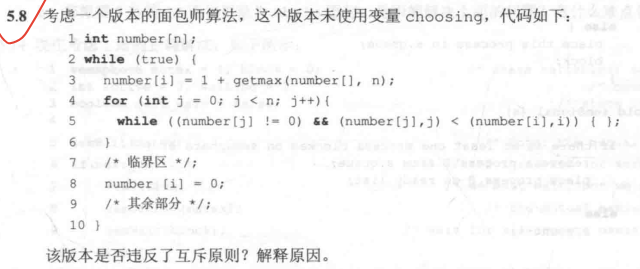 5.8 考虑一个版本的面包师算法，这个版本未使用变量 choosing，代码如下：
1 int number[n];
2 while (true) {
3   number[i] = 1 + getmax(number[], n);
4   for (int j = 0; j < n; j++){
5     while ((number[j] != 0) && (number[j],j) < (number[i],i)) { };
6   }
7   /* 临界区 */;
8   number [i] = 0;
9   /* 其余部分 */;
10 }
该版本是否违反了互斥原则？解释原因。